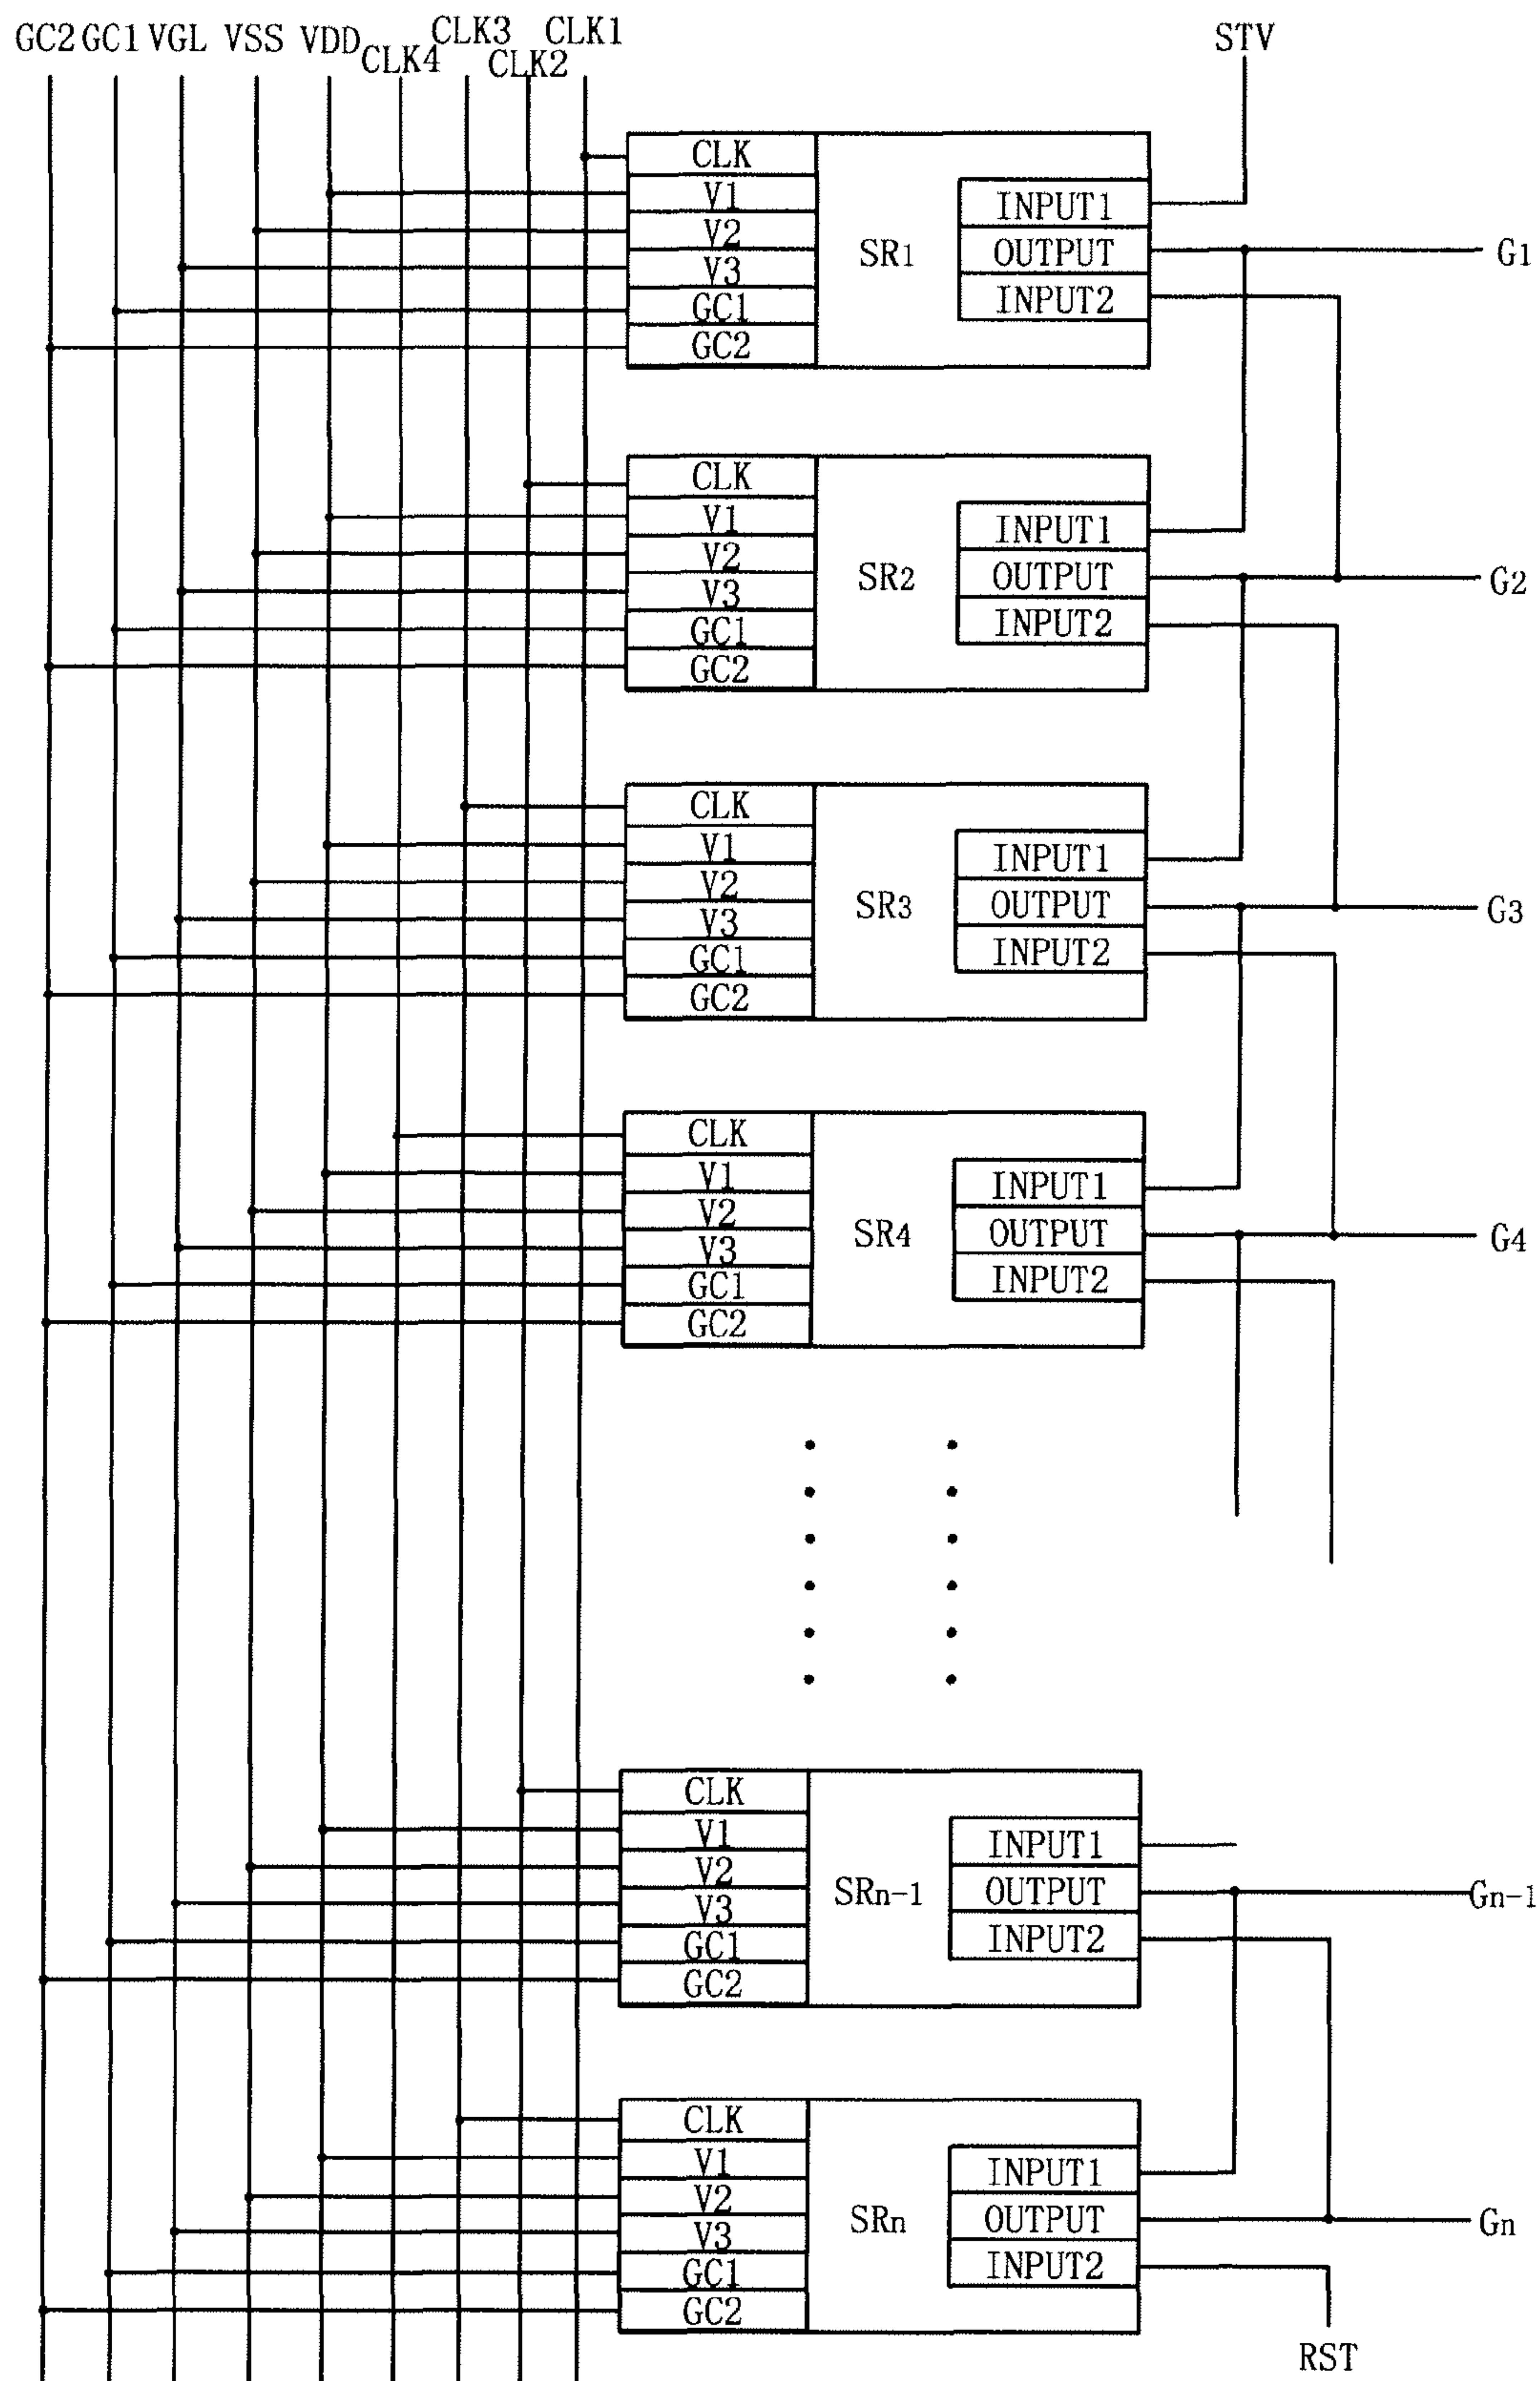 GC2 GC1 VGL VSS VDD CLK4 CLK3 CLK2 CLK1 STV
CLK
V1
V2
V3
GC1
GC2
SR1
INPUT1
OUTPUT
INPUT2
G1
CLK
V1
V2
V3
GC1
GC2
SR2
INPUT1
OUTPUT
INPUT2
G2
CLK
V1
V2
V3
GC1
GC2
SR3
INPUT1
OUTPUT
INPUT2
G3
CLK
V1
V2
V3
GC1
GC2
SR4
INPUT1
OUTPUT
INPUT2
G4
CLK
V1
V2
V3
GC1
GC2
SRn-1
INPUT1
OUTPUT
INPUT2
Gn-1
CLK
V1
V2
V3
GC1
GC2
SRn
INPUT1
OUTPUT
INPUT2
Gn
RST